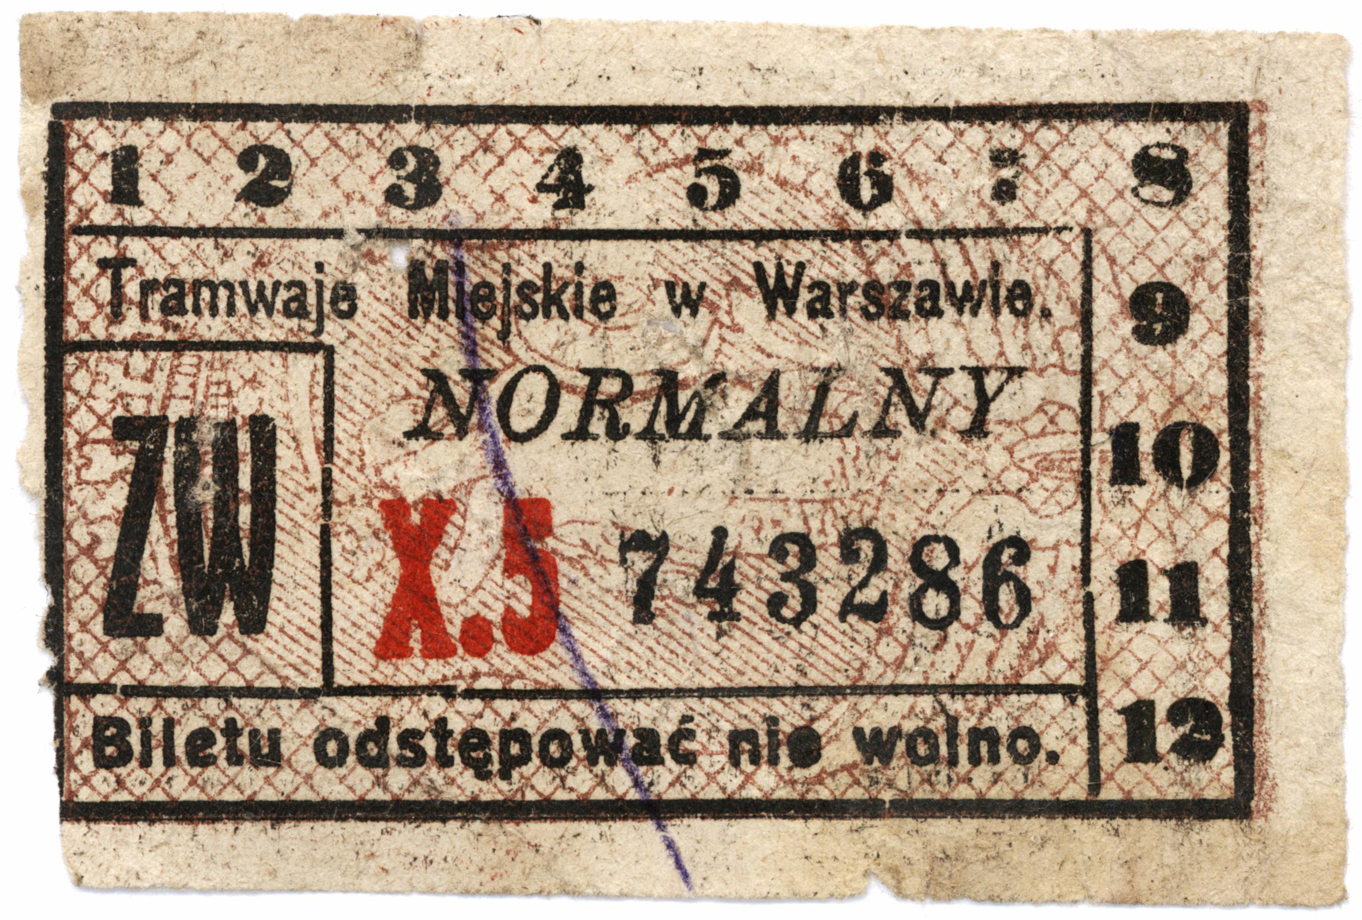 1 2 3 4 5 6 7 8
Tramwaje Miejskie w Warszawie.
9
NORMALNY
ZW
10
X.5 743286
11
Biletu odstępować nie wolno.
12